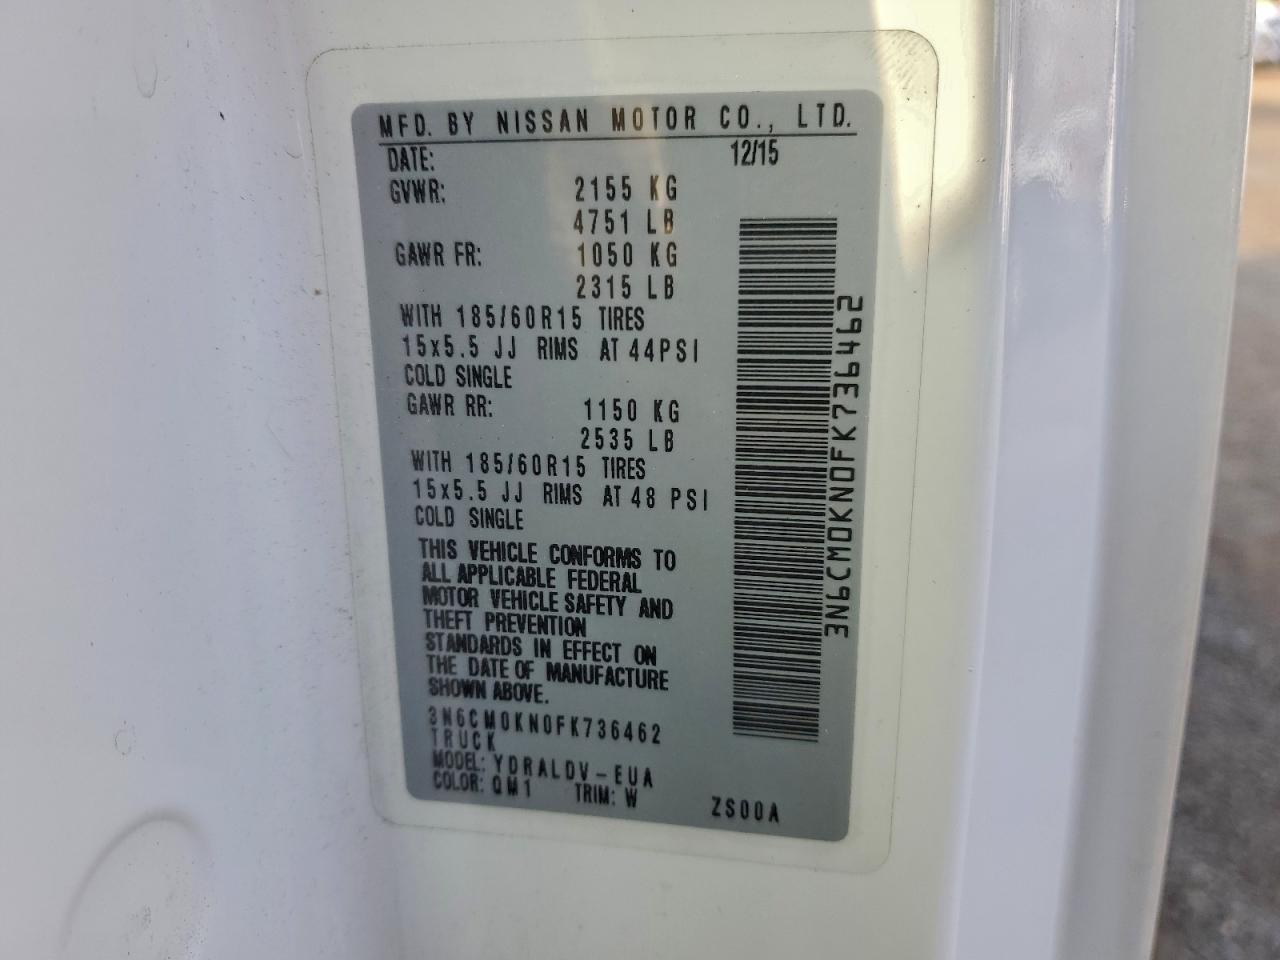 MFD. BY NISSAN MOTOR CO., LTD.
DATE: 12/15
GVWR: 2155 KG
4751 LB
GAWR FR: 1050 KG
2315 LB
WITH 185/60R15 TIRES
15x5.5 JJ RIMS AT 44PSI
COLD SINGLE
GAWR RR: 1150 KG
2535 LB
WITH 185/60R15 TIRES
15x5.5 JJ RIMS AT 48 PSI
COLD SINGLE
THIS VEHICLE CONFORMS TO
ALL APPLICABLE FEDERAL
MOTOR VEHICLE SAFETY AND
THEFT PREVENTION
STANDARDS IN EFFECT ON
THE DATE OF MANUFACTURE
SHOWN ABOVE.
3N6CM0KN0FK736462
TRUCK
MODEL: YDRALDV-EUA
COLOR: QM1 TRIM: W ZS00A
3N6CM0KN0FK736462